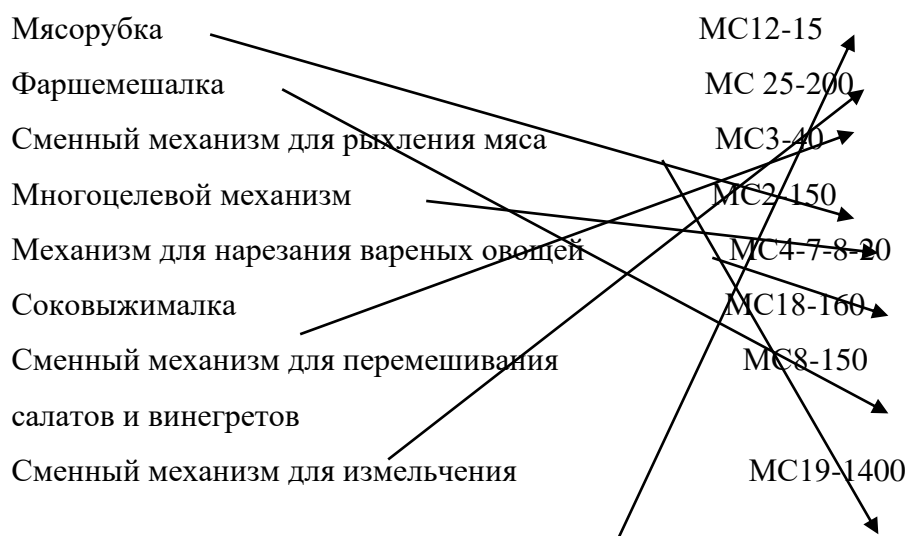 Мясорубка МС12-15
Фаршемешалка МС 25-200
Сменный механизм для рыхления мяса МС3-40
Многоцелевой механизм МС2-150
Механизм для нарезания вареных овощей МС4-7-8-20
Соковыжималка МС18-160
Сменный механизм для перемешивания МС8-150
салатов и винегретов
Сменный механизм для измельчения МС19-1400